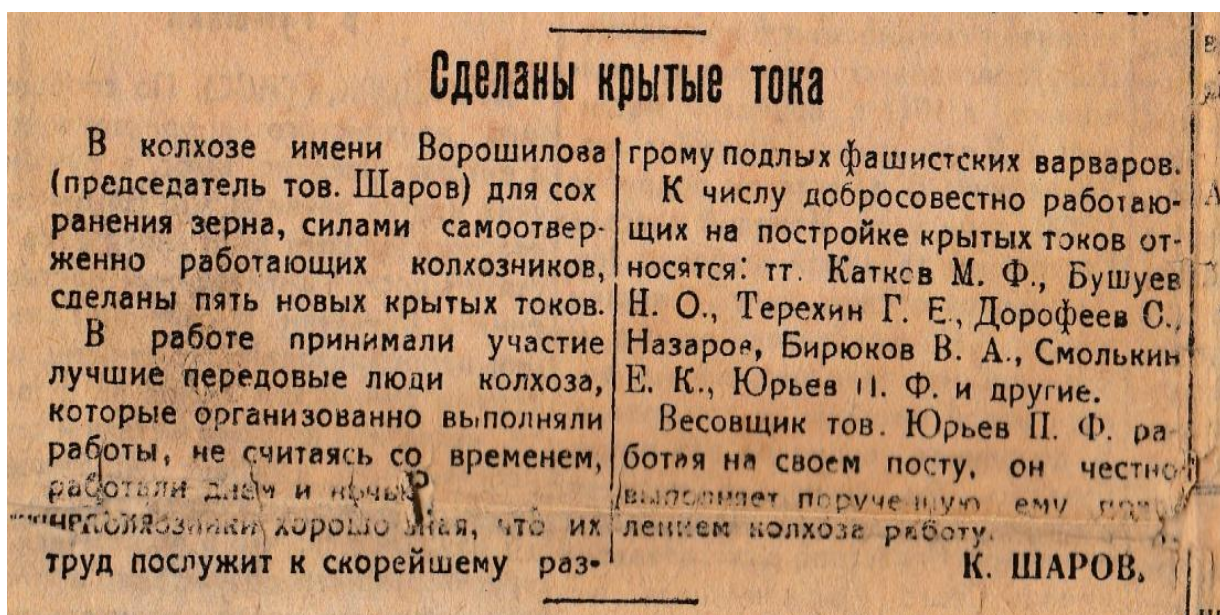 Сделаны крытые тока
В колхозе имени Ворошилова
(председатель тов. Шаров) для сох
ранения зерна, силами самоотвер-
женно работающих колхозников,
сделаны пять новых крытых токов.
В работе принимали участие
лучшие передовые люди колхоза,
которые организованно выполняли
работы, не считаясь со временем,
работали днем и ночью
колхозники хорошо зная, что их
труд послужит к скорейшему раз-
грому подлых фашистских варваров.
К числу добросовестно работаю-
щих на постройке крытых токов от-
носятся: тт. Катков М. Ф., Бушуев
Н. О., Терехин Г. Е., Дорофеев С.,
Назаров, Бирюков В. А., Смолькин
Е. К., Юрьев П. Ф. и другие.
Весовщик тов. Юрьев П. Ф. ра-
ботая на своем посту, он честно
выполняет порученную ему
лением колхоза работу.
К. ШАРОВ.